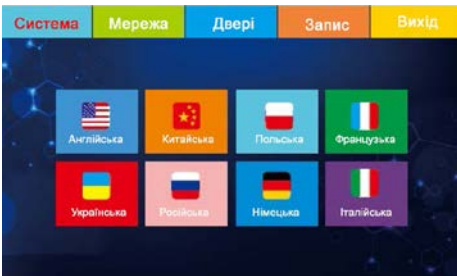 Система Мережа Двері Запис Вихід
Англійська Китайська Польська Французька
Українська Російська Німецька Італійська